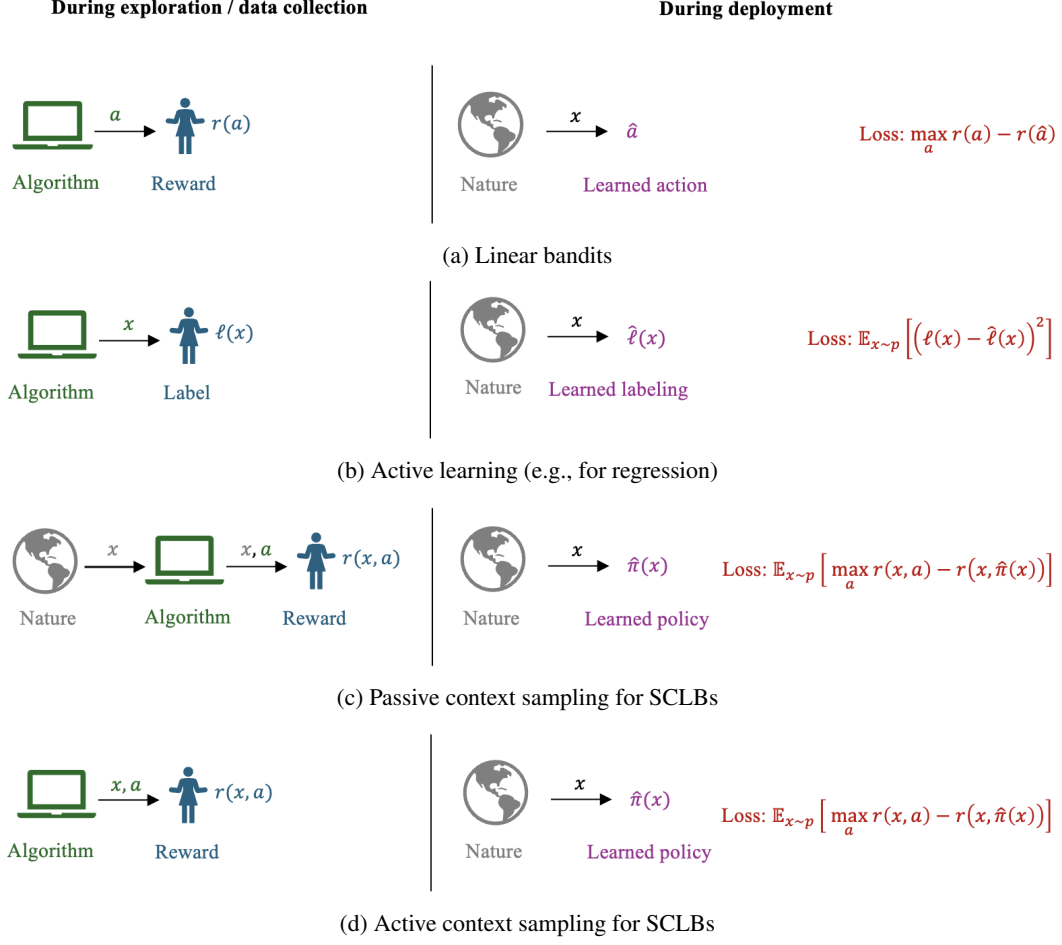 During exploration / data collection
During deployment
a
r(a)
Algorithm
Reward
x
â
Nature
Learned action
Loss: max_a r(a) − r(â)
(a) Linear bandits
x
ℓ(x)
Algorithm
Label
x
ℓ̂(x)
Nature
Learned labeling
Loss: 𝔼_{x~p} [(ℓ(x) − ℓ̂(x))²]
(b) Active learning (e.g., for regression)
x
x, a
r(x, a)
Nature
Algorithm
Reward
x
π̂(x)
Nature
Learned policy
Loss: 𝔼_{x~p} [max_a r(x, a) − r(x, π̂(x))]
(c) Passive context sampling for SCLBs
x, a
r(x, a)
Algorithm
Reward
x
π̂(x)
Nature
Learned policy
Loss: 𝔼_{x~p} [max_a r(x, a) − r(x, π̂(x))]
(d) Active context sampling for SCLBs